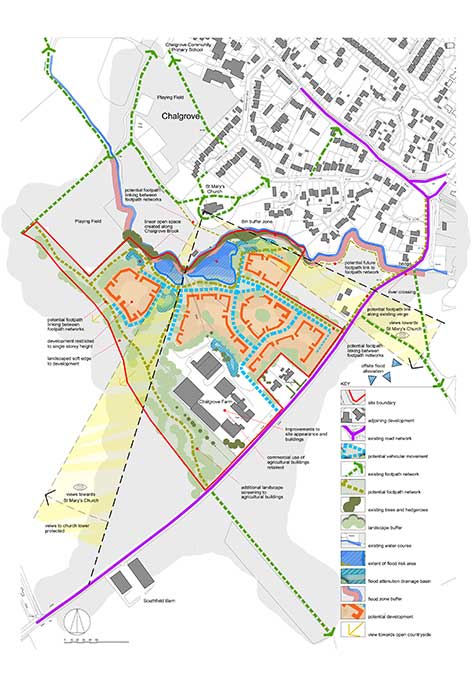 Chalgrove Community
Primary School
Playing Field
Chalgrove
St Mary's
Church
potential footpath
linking between
footpath networks
Playing Field
linear open space
created along
Chalgrove Brook
8m buffer zone
potential future
footpath link to
footpath network
bridge
river crossing
potential footpath link
along existing verge
views towards
St Mary's Church
potential footpath
linking between
footpath networks
potential footpath
linking between
footpath networks
offsite flood
alleviation
development restricted
to single storey height
landscaped soft edge
to development
Chalgrove Farm
improvements to
site appearance and
buildings
commercial use of
agricultural buildings
retained
additional landscape
screening to
agricultural buildings
views towards
St Mary's Church
views to church tower
protected
Southfield Barn
KEY
site boundary
adjoining development
existing road network
potential vehicular movement
existing footpath network
potential footpath network
existing trees and hedgerows
landscape buffer
existing water course
extent of flood risk area
flood attenuation drainage basin
flood zone buffer
potential development
view towards open countryside